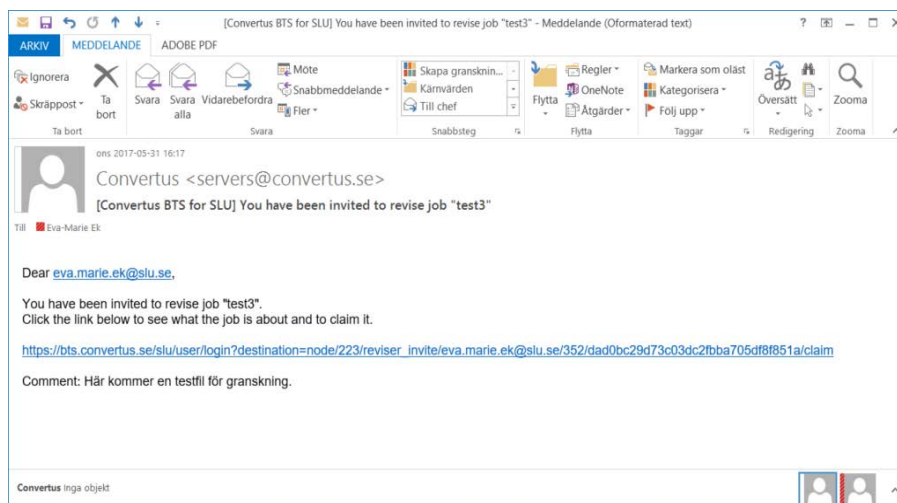 [Convertus BTS for SLU] You have been invited to revise job "test3" - Meddelande (Oformaterad text)
ARKIV MEDDELANDE ADOBE PDF
Ignorera
Skräppost
Ta bort
Svara
Svara alla
Vidarebefordra
Möte
Snabbmeddelande
Fler
Skapa gransknin...
Kärnvärden
Till chef
Flytta
Regler
OneNote
Åtgärder
Markera som oläst
Kategorisera
Följ upp
Översätt
Zooma
Ta bort Svara Snabbsteg Flytta Taggar Redigering Zooma
ons 2017-05-31 16:17
Convertus <servers@convertus.se>
[Convertus BTS for SLU] You have been invited to revise job "test3"
Till Eva-Marie Ek
Dear eva.marie.ek@slu.se,
You have been invited to revise job "test3".
Click the link below to see what the job is about and to claim it.
https://bts.convertus.se/slu/user/login?destination=node/223/reviser_invite/eva.marie.ek@slu.se/352/dad0bc29d73c03dc2fbba705df8f851a/claim
Comment: Här kommer en testfil för granskning.
Convertus Inga objekt